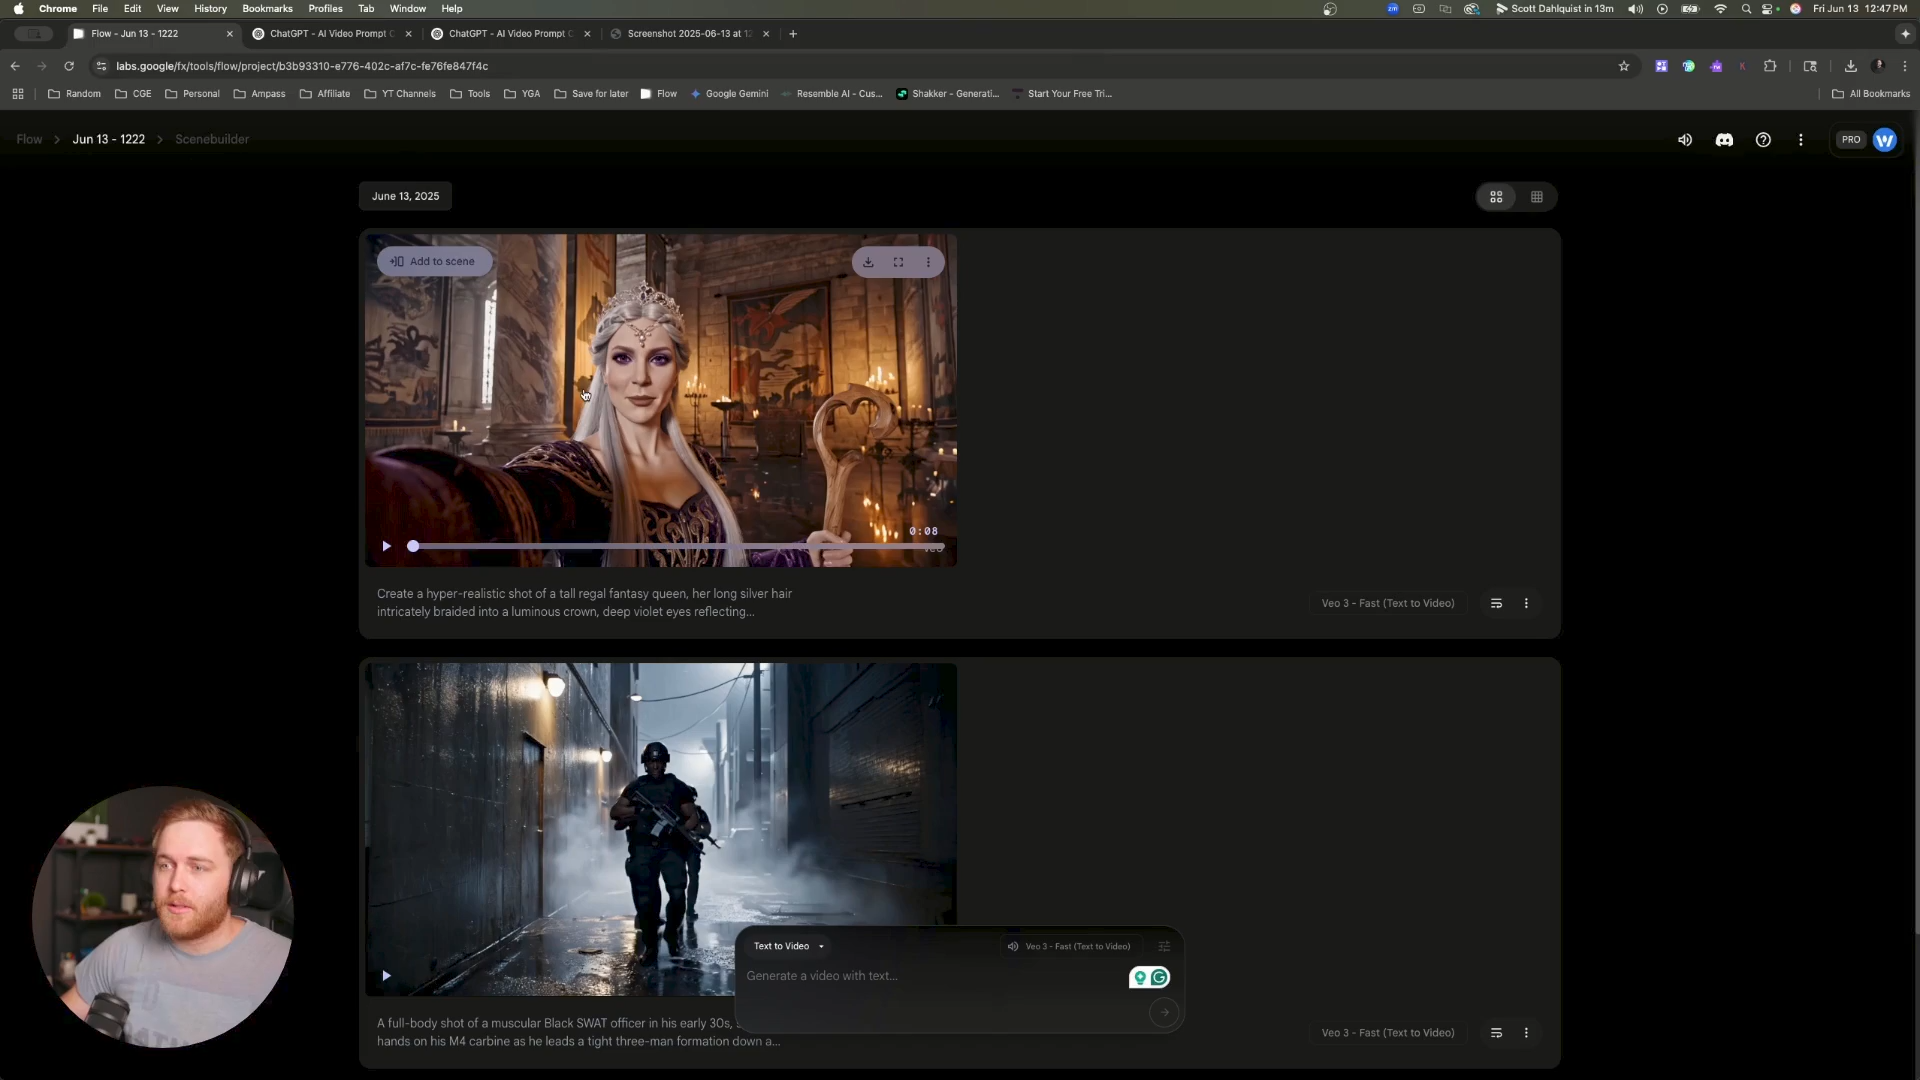 Chrome File Edit View History Bookmarks Profiles Tab Window Help
zm Scott Dahlquist in 13m Fri Jun 13 12:47 PM
Flow - Jun 13 - 1222
ChatGPT - AI Video Prompt C
ChatGPT - AI Video Prompt C
Screenshot 2025-06-13 at 12
labs.google/fx/tools/flow/project/b3b93310-e776-402c-af7c-fe76fe847f4c
Random CGE Personal Ampass Affiliate YT Channels Tools YGA Save for later Flow Google Gemini Resemble AI - Cus... Shakker - Generati... Start Your Free Tri... All Bookmarks
Flow > Jun 13 - 1222 > Scenebuilder
PRO W
June 13, 2025
Add to scene
0:08
Veo
Create a hyper-realistic shot of a tall regal fantasy queen, her long silver hair
intricately braided into a luminous crown, deep violet eyes reflecting...
Veo 3 - Fast (Text to Video)
Text to Video
Veo 3 - Fast (Text to Video)
Generate a video with text...
A full-body shot of a muscular Black SWAT officer in his early 30s,
hands on his M4 carbine as he leads a tight three-man formation down a...
Veo 3 - Fast (Text to Video)